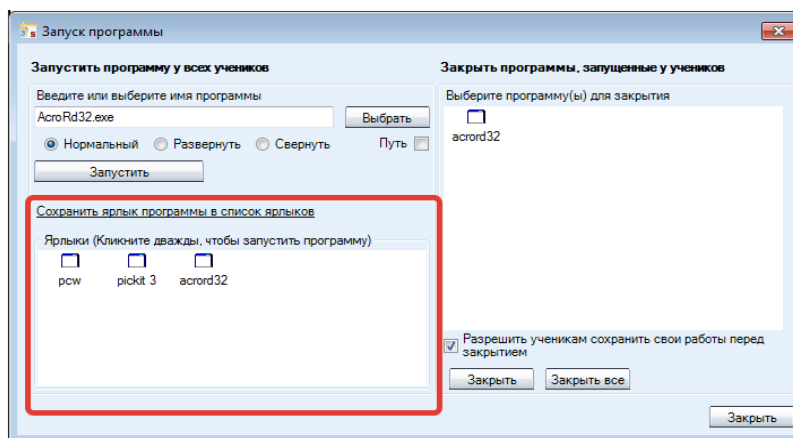 Запуск программы
Запустить программу у всех учеников
Введите или выберите имя программы
AcroRd32.exe
Выбрать
Нормальный
Развернуть
Свернуть
Путь
Запустить
Сохранить ярлык программы в список ярлыков
Ярлыки (Кликните дважды, чтобы запустить программу)
pcw
pickit 3
acrord32
Закрыть программы, запущенные у учеников
Выберите программу(ы) для закрытия
acrord32
Разрешить ученикам сохранить свои работы перед
закрытием
Закрыть
Закрыть все
Закрыть